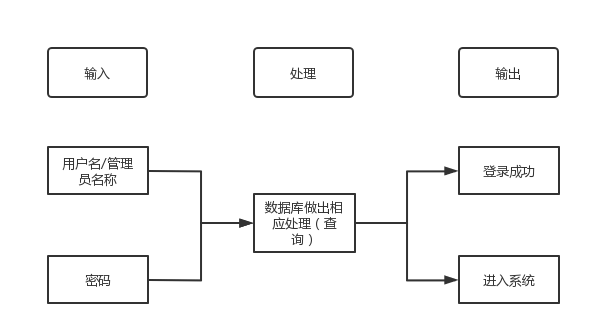 输入
处理
输出
用户名/管理
员名称
登录成功
数据库做出相
应处理（查
询）
密码
进入系统